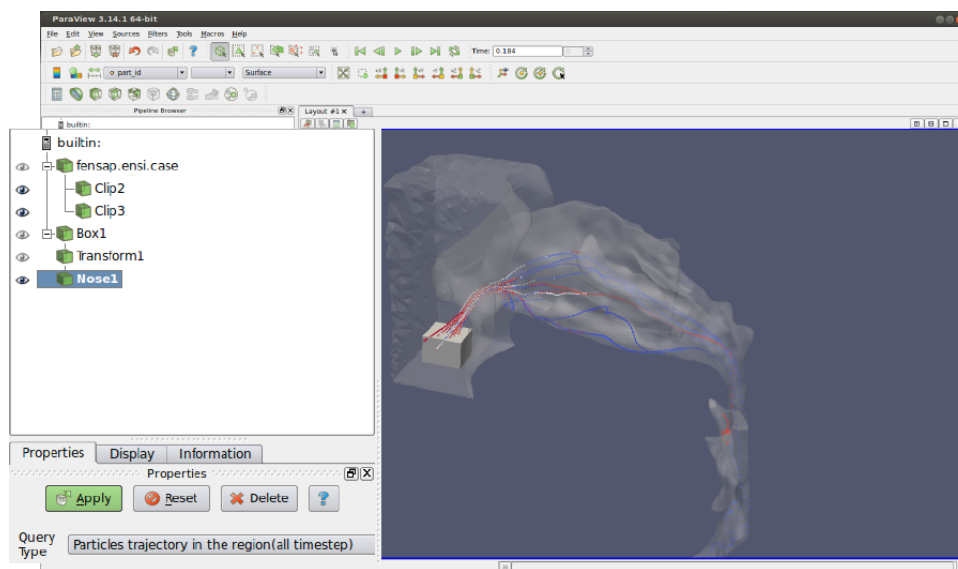 ParaView 3.14.1 64-bit
File Edit View Sources Filters Tools Macros Help
Time: 0.184
part_id Surface
Pipeline Browser Layout #1
builtin:
builtin:
fensap.ensi.case
Clip2
Clip3
Box1
Transform1
Nose1
Properties Display Information
Properties
Apply Reset Delete ?
Query Type Particles trajectory in the region(all timestep)